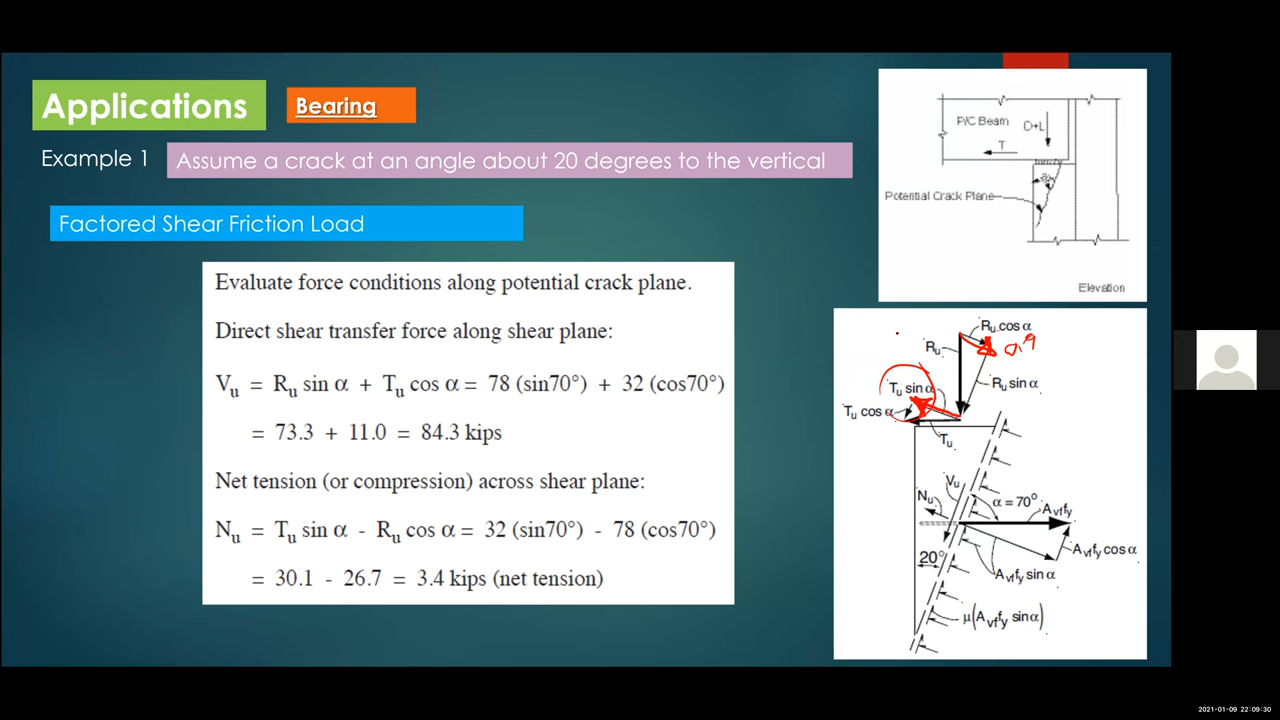 Applications
Bearing
Example 1
Assume a crack at an angle about 20 degrees to the vertical
Factored Shear Friction Load
Evaluate force conditions along potential crack plane.
Direct shear transfer force along shear plane:
Vu = Ru sin α + Tu cos α = 78 (sin70°) + 32 (cos70°)
= 73.3 + 11.0 = 84.3 kips
Net tension (or compression) across shear plane:
Nu = Tu sin α - Ru cos α = 32 (sin70°) - 78 (cos70°)
= 30.1 - 26.7 = 3.4 kips (net tension)
P/C Beam
D+L
T
Potential Crack Plane
Elevation
Ru cos α
0.9
Ru
Ru sin α
Tu sin α
Tu cos α
Tu
Vu
Nu
α = 70°
Avffy
Avffy cos α
20°
Avffy sin α
μ(Avffy sin α)
2021-01-09 22:09:30